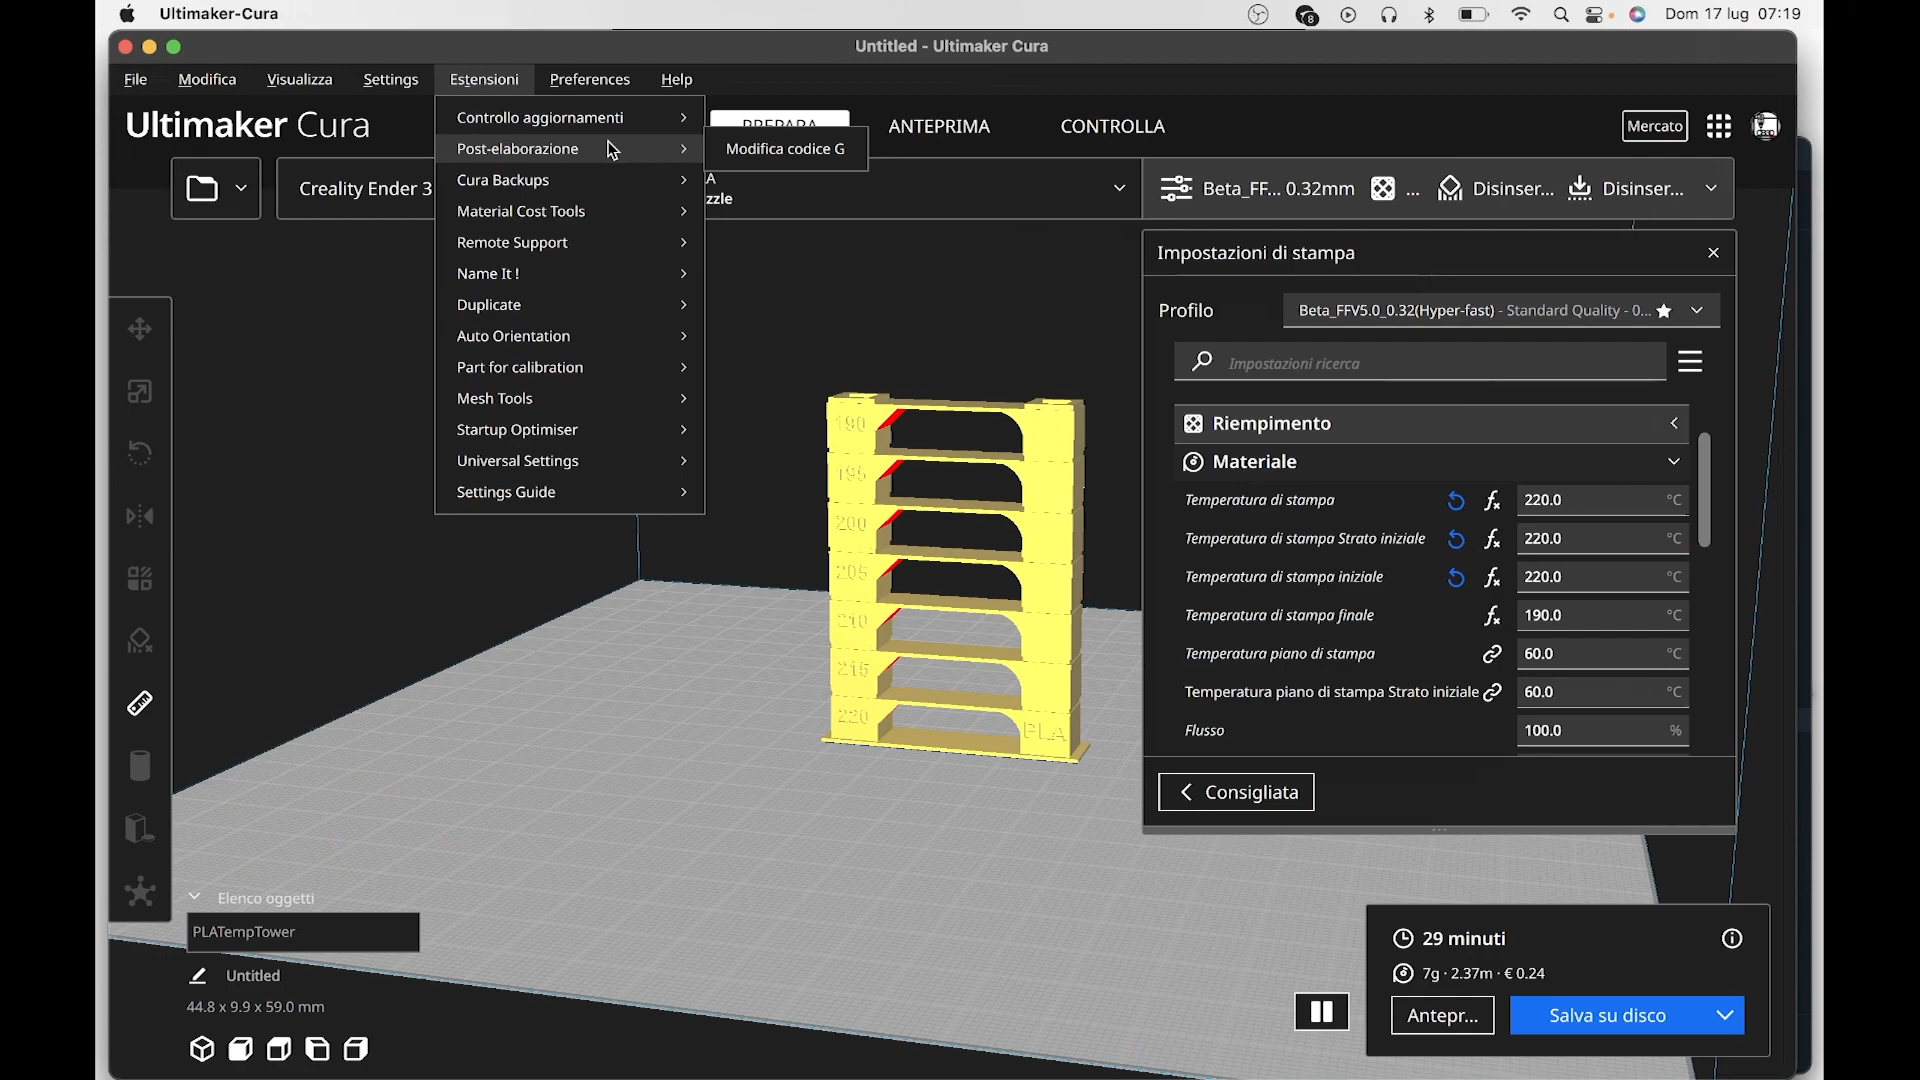 Ultimaker-Cura
8
Dom 17 lug 07:19
Untitled - Ultimaker Cura
File Modifica Visualizza Settings Estensioni Preferences Help
Ultimaker Cura
PREPARA ANTEPRIMA CONTROLLA
Mercato
Controllo aggiornamenti
Post-elaborazione
Modifica codice G
Cura Backups
Material Cost Tools
Remote Support
Name It !
Duplicate
Auto Orientation
Part for calibration
Mesh Tools
Startup Optimiser
Universal Settings
Settings Guide
Creality Ender 3
A
zzle
Beta_FF... 0.32mm ... Disinser... Disinser...
Impostazioni di stampa
Profilo Beta_FFV5.0_0.32(Hyper-fast) - Standard Quality - 0...
Impostazioni ricerca
Riempimento
Materiale
Temperatura di stampa 220.0 °C
Temperatura di stampa Strato iniziale 220.0 °C
Temperatura di stampa iniziale 220.0 °C
Temperatura di stampa finale 190.0 °C
Temperatura piano di stampa 60.0 °C
Temperatura piano di stampa Strato iniziale 60.0 °C
Flusso 100.0 %
Consigliata
190
195
200
205
210
215
220 PLA
Elenco oggetti
PLATempTower
Untitled
44.8 x 9.9 x 59.0 mm
29 minuti
7g · 2.37m · € 0.24
Antepr... Salva su disco